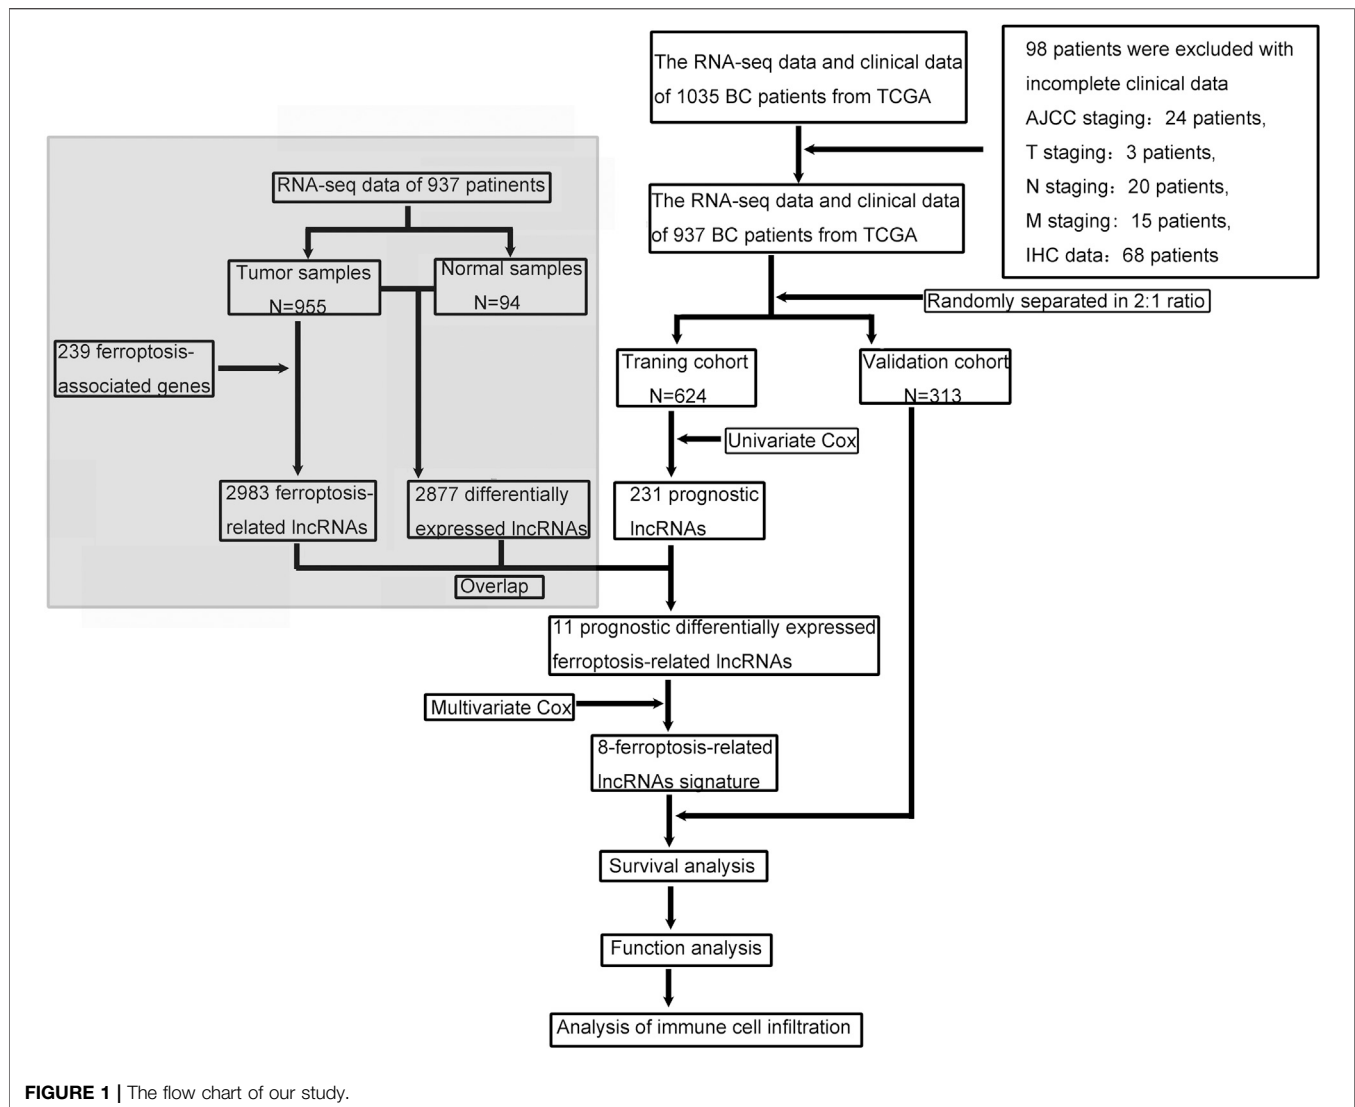 The RNA-seq data and clinical data
of 1035 BC patients from TCGA
98 patients were excluded with
incomplete clinical data
AJCC staging：24 patients,
T staging：3 patients,
N staging：20 patients,
M staging：15 patients,
IHC data：68 patients
RNA-seq data of 937 patinents
The RNA-seq data and clinical data
of 937 BC patients from TCGA
Tumor samples
N=955
Normal samples
N=94
Randomly separated in 2:1 ratio
239 ferroptosis-
associated genes
Traning cohort
N=624
Validation cohort
N=313
Univariate Cox
2983 ferroptosis-
related lncRNAs
2877 differentially
expressed lncRNAs
231 prognostic
lncRNAs
Overlap
11 prognostic differentially expressed
ferroptosis-related lncRNAs
Multivariate Cox
8-ferroptosis-related
lncRNAs signature
Survival analysis
Function analysis
Analysis of immune cell infiltration
FIGURE 1 | The flow chart of our study.